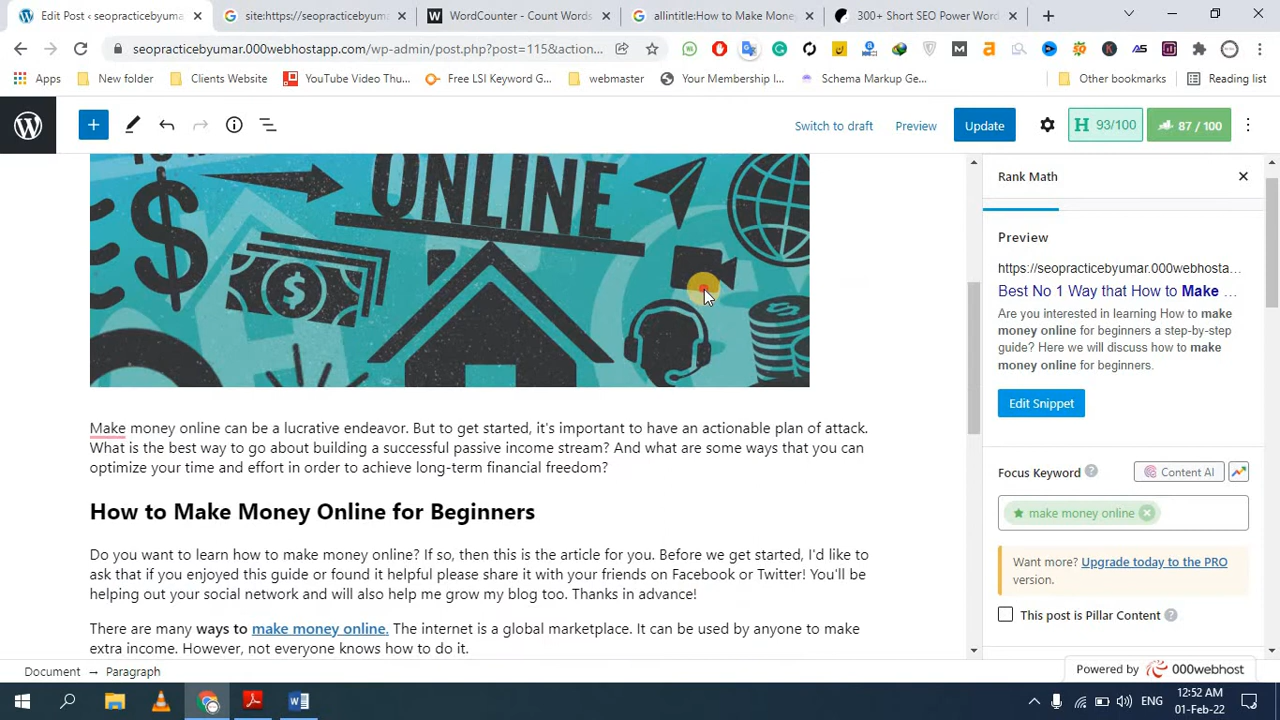 Edit Post ‹ seopracticebyuma
site:https://seopracticebyumar.
WordCounter - Count Words
allintitle:How to Make Money
300+ Short SEO Power Word
seopracticebyumar.000webhostapp.com/wp-admin/post.php?post=115&action...
Apps
New folder
Clients Website
YouTube Video Thu...
Free LSI Keyword G...
webmaster
Your Membership I...
Schema Markup Ge...
Other bookmarks
Reading list
Switch to draft
Preview
Update
H 93/100
87 / 100
ONLINE
Make money online can be a lucrative endeavor. But to get started, it's important to have an actionable plan of attack.
What is the best way to go about building a successful passive income stream? And what are some ways that you can
optimize your time and effort in order to achieve long-term financial freedom?
How to Make Money Online for Beginners
Do you want to learn how to make money online? If so, then this is the article for you. Before we get started, I'd like to
ask that if you enjoyed this guide or found it helpful please share it with your friends on Facebook or Twitter! You'll be
helping out your social network and will also help me grow my blog too. Thanks in advance!
There are many ways to make money online. The internet is a global marketplace. It can be used by anyone to make
extra income. However, not everyone knows how to do it.
Rank Math
Preview
https://seopracticebyumar.000webhosta...
Best No 1 Way that How to Make ...
Are you interested in learning How to make
money online for beginners a step-by-step
guide? Here we will discuss how to make
money online for beginners.
Edit Snippet
Focus Keyword
Content AI
make money online
Want more? Upgrade today to the PRO
version.
This post is Pillar Content
Powered by 000webhost
Document → Paragraph
ENG
12:52 AM
01-Feb-22